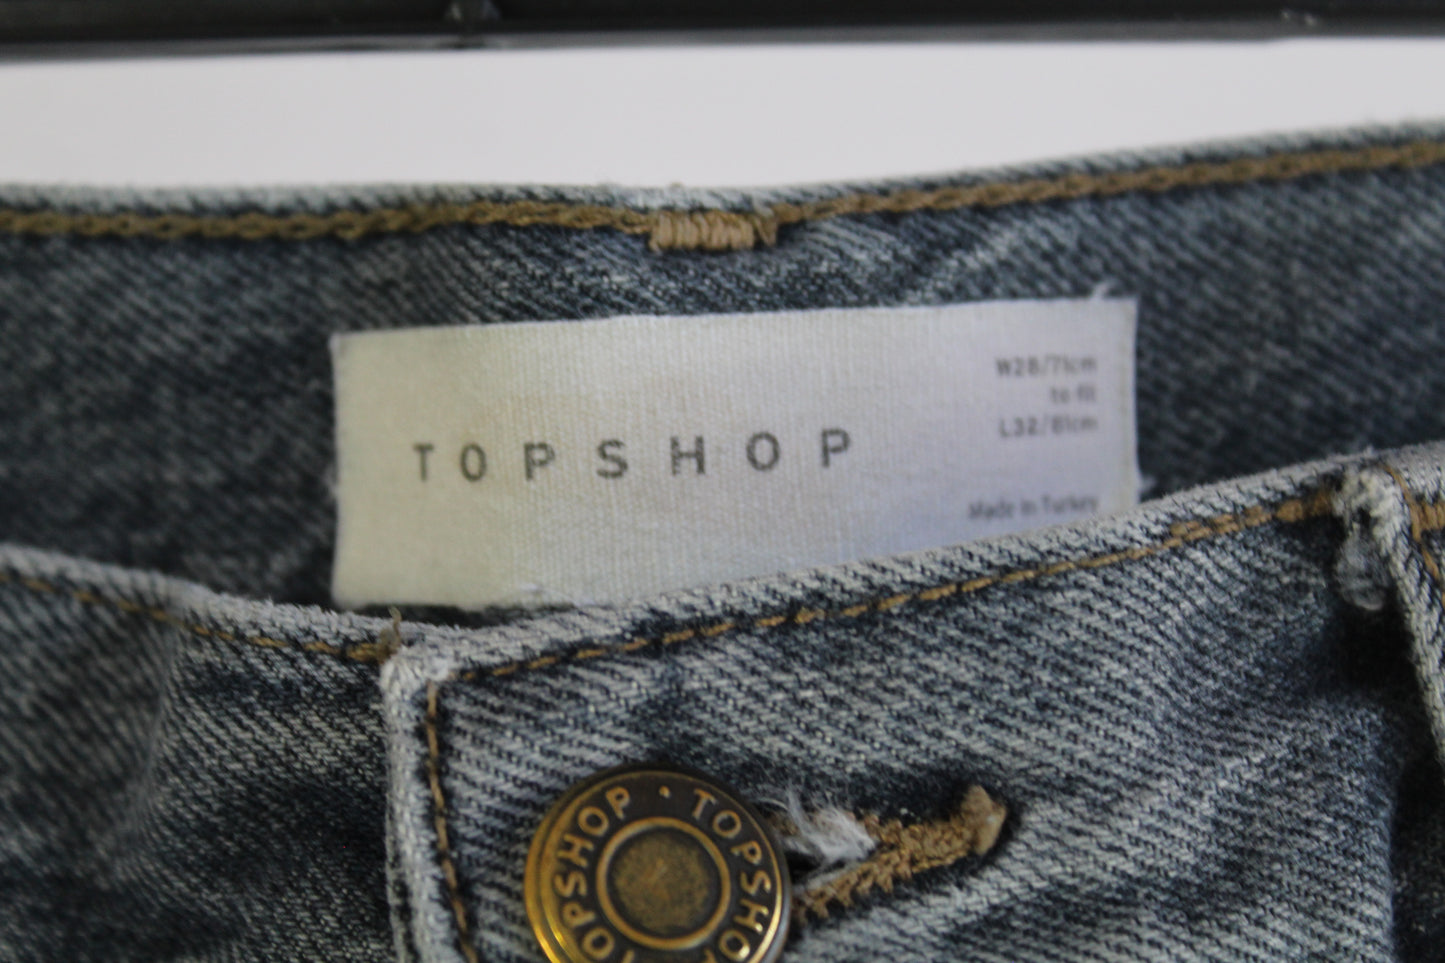 W28/71cm
to fit
L32/81cm
TOPSHOP
Made in Turkey
TOPSHOP · TOPSHOP